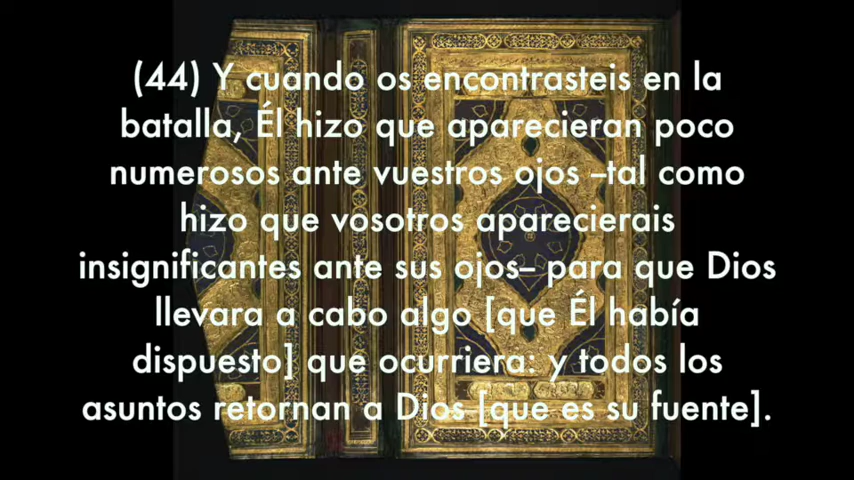 (44) Y cuando os encontrasteis en la
batalla, Él hizo que aparecieran poco
numerosos ante vuestros ojos –tal como
hizo que vosotros aparecierais
insignificantes ante sus ojos– para que Dios
llevara a cabo algo [que Él había
dispuesto] que ocurriera: y todos los
asuntos retornan a Dios [que es su fuente].